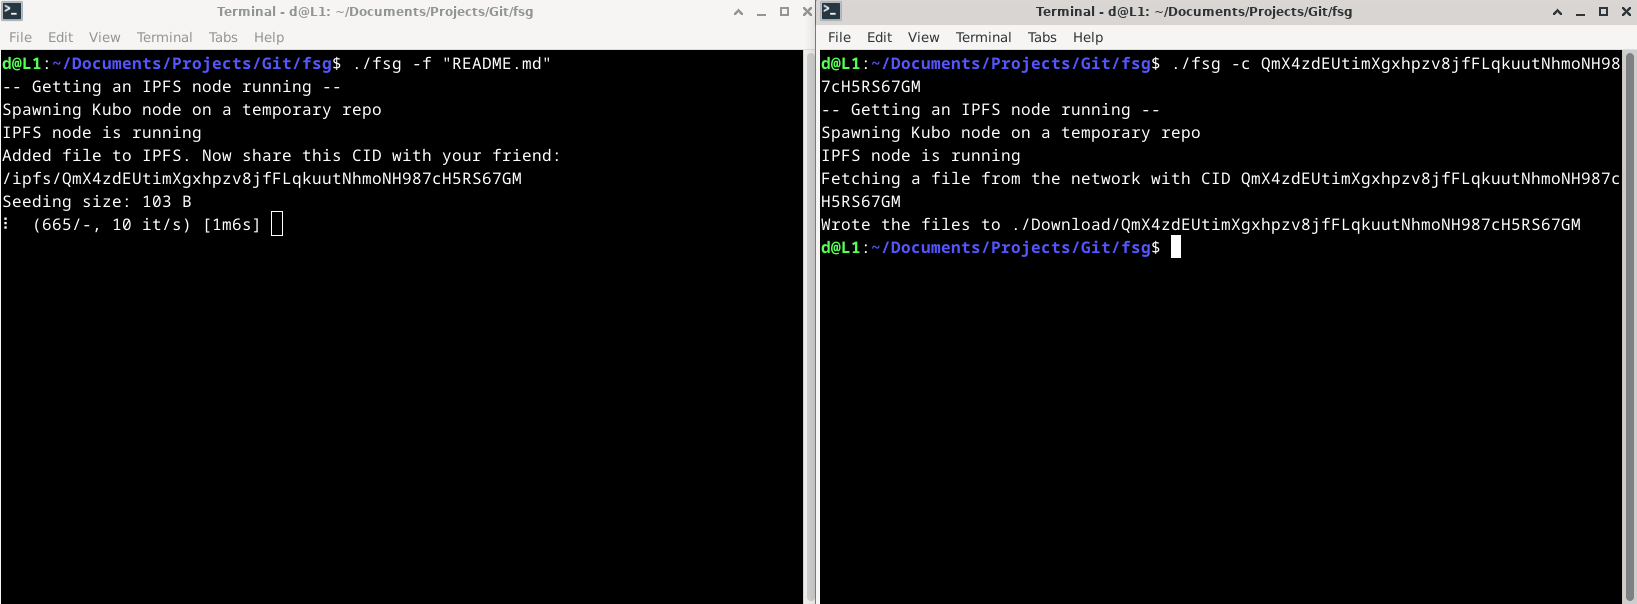 Terminal - d@L1: ~/Documents/Projects/Git/fsg
File Edit View Terminal Tabs Help
d@L1:~/Documents/Projects/Git/fsg$ ./fsg -f "README.md"
-- Getting an IPFS node running --
Spawning Kubo node on a temporary repo
IPFS node is running
Added file to IPFS. Now share this CID with your friend:
/ipfs/QmX4zdEUtimXgxhpzv8jfFLqkuutNhmoNH987cH5RS67GM
Seeding size: 103 B
⠇ (665/-, 10 it/s) [1m6s]
Terminal - d@L1: ~/Documents/Projects/Git/fsg
File Edit View Terminal Tabs Help
d@L1:~/Documents/Projects/Git/fsg$ ./fsg -c QmX4zdEUtimXgxhpzv8jfFLqkuutNhmoNH98
7cH5RS67GM
-- Getting an IPFS node running --
Spawning Kubo node on a temporary repo
IPFS node is running
Fetching a file from the network with CID QmX4zdEUtimXgxhpzv8jfFLqkuutNhmoNH987c
H5RS67GM
Wrote the files to ./Download/QmX4zdEUtimXgxhpzv8jfFLqkuutNhmoNH987cH5RS67GM
d@L1:~/Documents/Projects/Git/fsg$